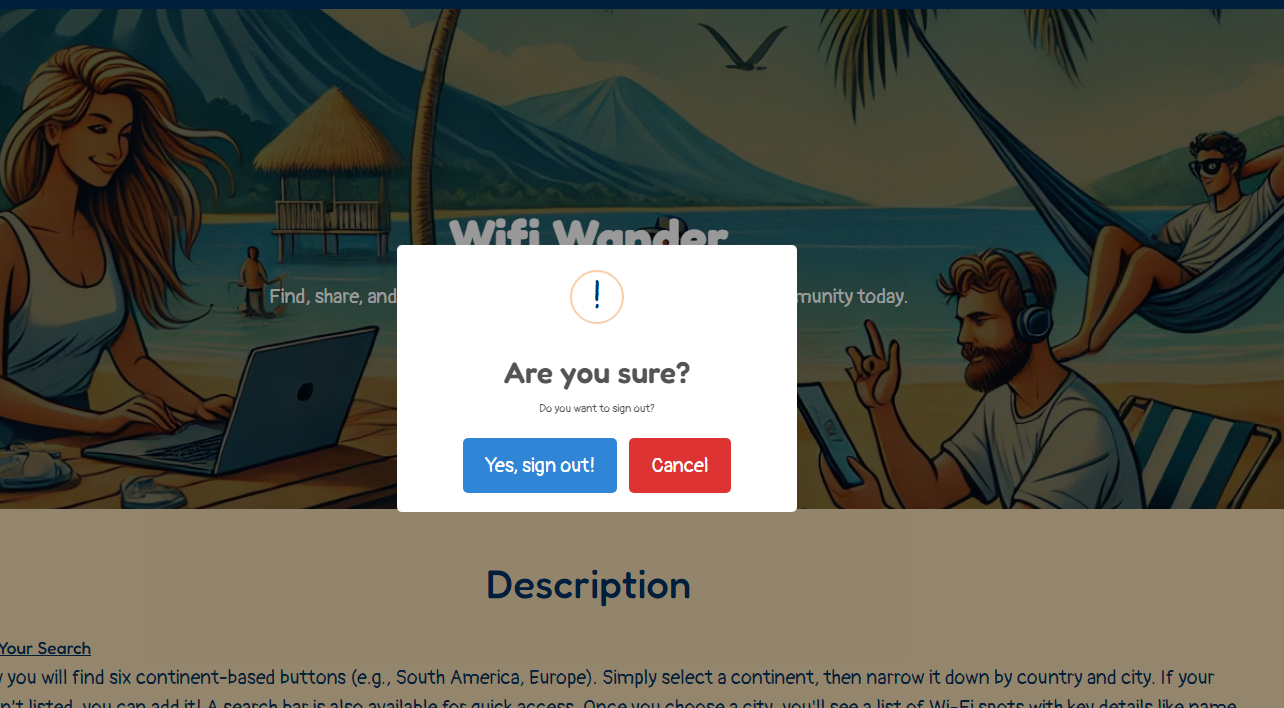 Wifi Wander
Find, share, and
munity today.
!
Are you sure?
Do you want to sign out?
Yes, sign out!
Cancel
Description
Your Search
you will find six continent-based buttons (e.g., South America, Europe). Simply select a continent, then narrow it down by country and city. If your
listed, you can add it! A search bar is also available for quick access. Once you choose a city, you'll see a list of Wi-Fi spots with key details like name